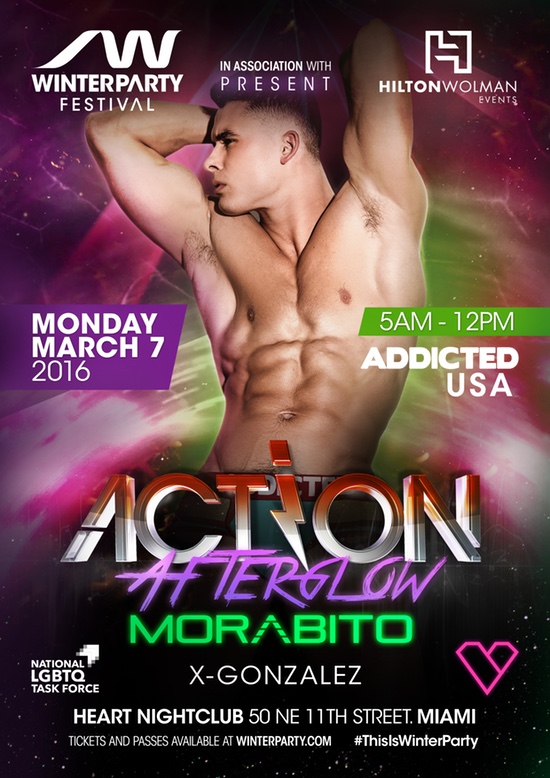 WINTERPARTY
FESTIVAL
IN ASSOCIATION WITH
PRESENT
HILTONWOLMAN
EVENTS
MONDAY
MARCH 7
2016
5AM - 12PM
ADDICTED
USA
ACTION
AFTERGLOW
MORABITO
X-GONZALEZ
NATIONAL
LGBTQ
TASK FORCE
HEART NIGHTCLUB 50 NE 11TH STREET. MIAMI
TICKETS AND PASSES AVAILABLE AT WINTERPARTY.COM #ThisIsWinterParty